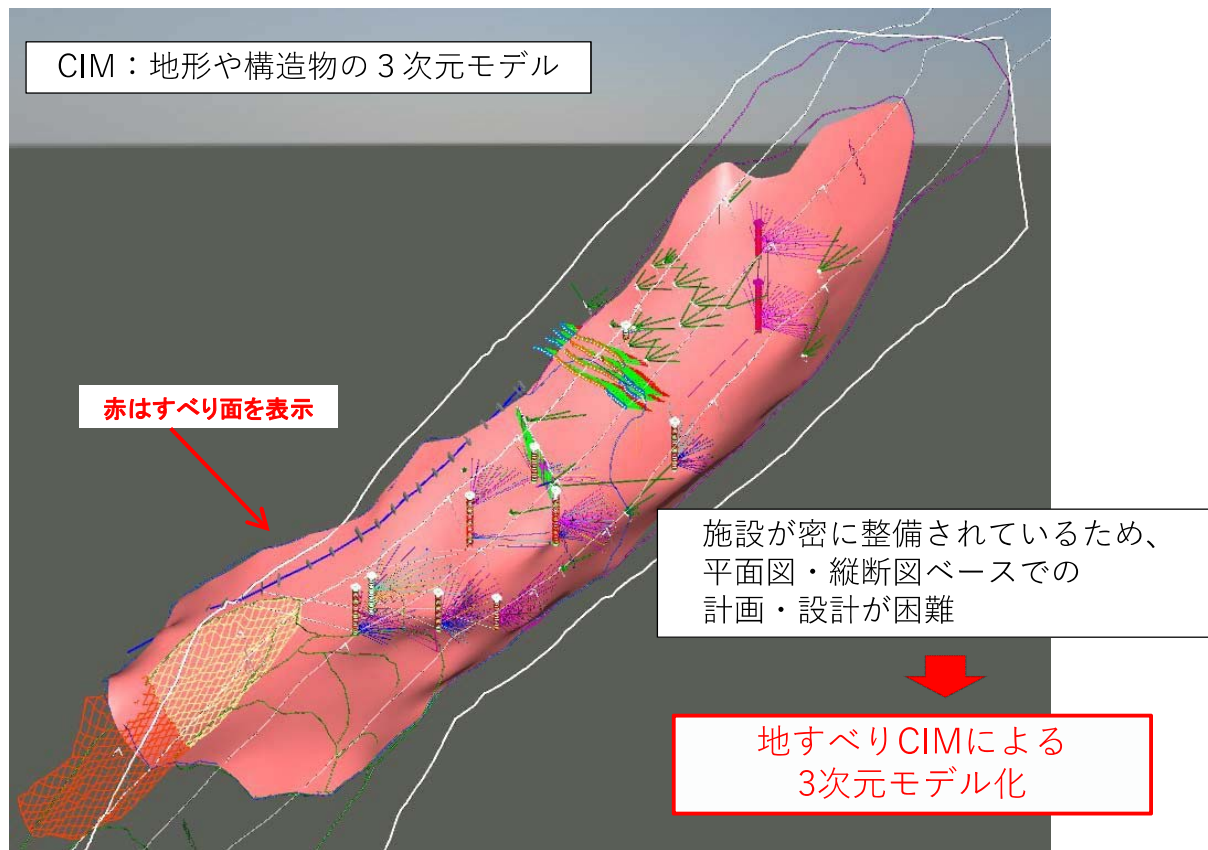 CIM：地形や構造物の３次元モデル
赤はすべり面を表示
施設が密に整備されているため、
平面図・縦断図ベースでの
計画・設計が困難
地すべりCIMによる
3次元モデル化